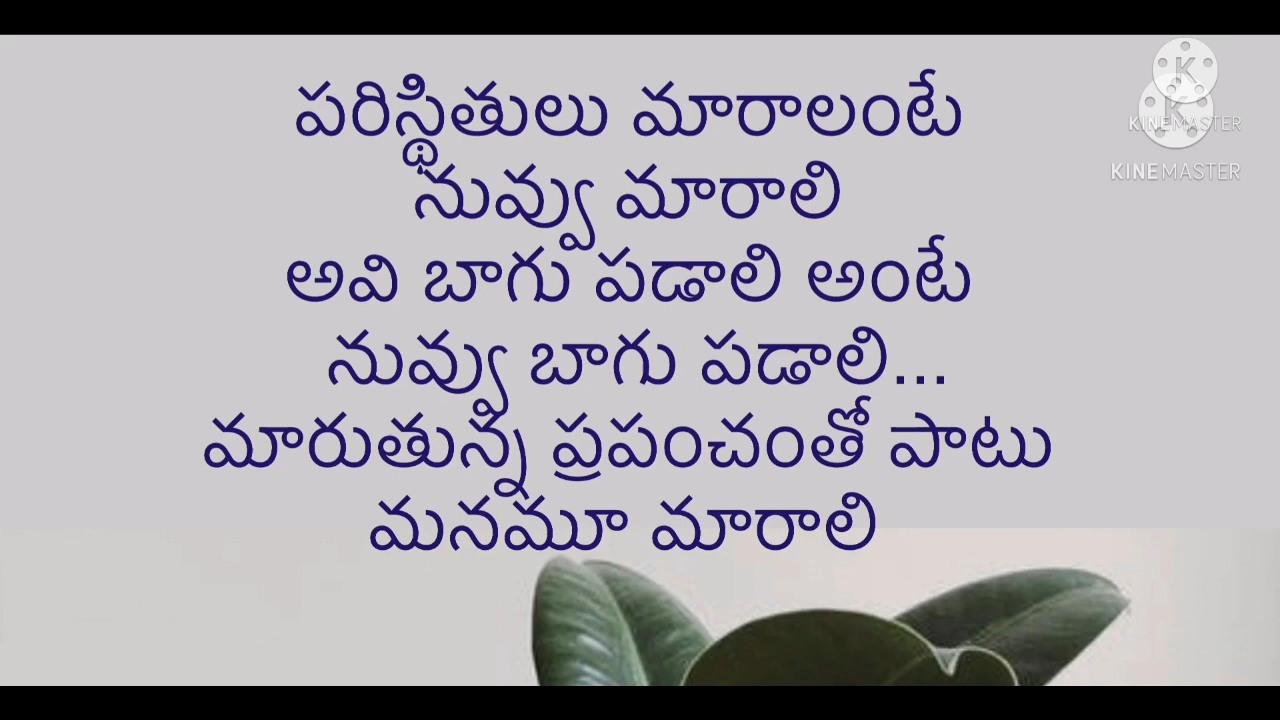 పరిస్థితులు మారాలంటే
నువ్వు మారాలి
అవి బాగు పడాలి అంటే
నువ్వు బాగు పడాలి...
మారుతున్న ప్రపంచంతో పాటు
మనమూ మారాలి
K
K
KINEMASTER
KINEMASTER